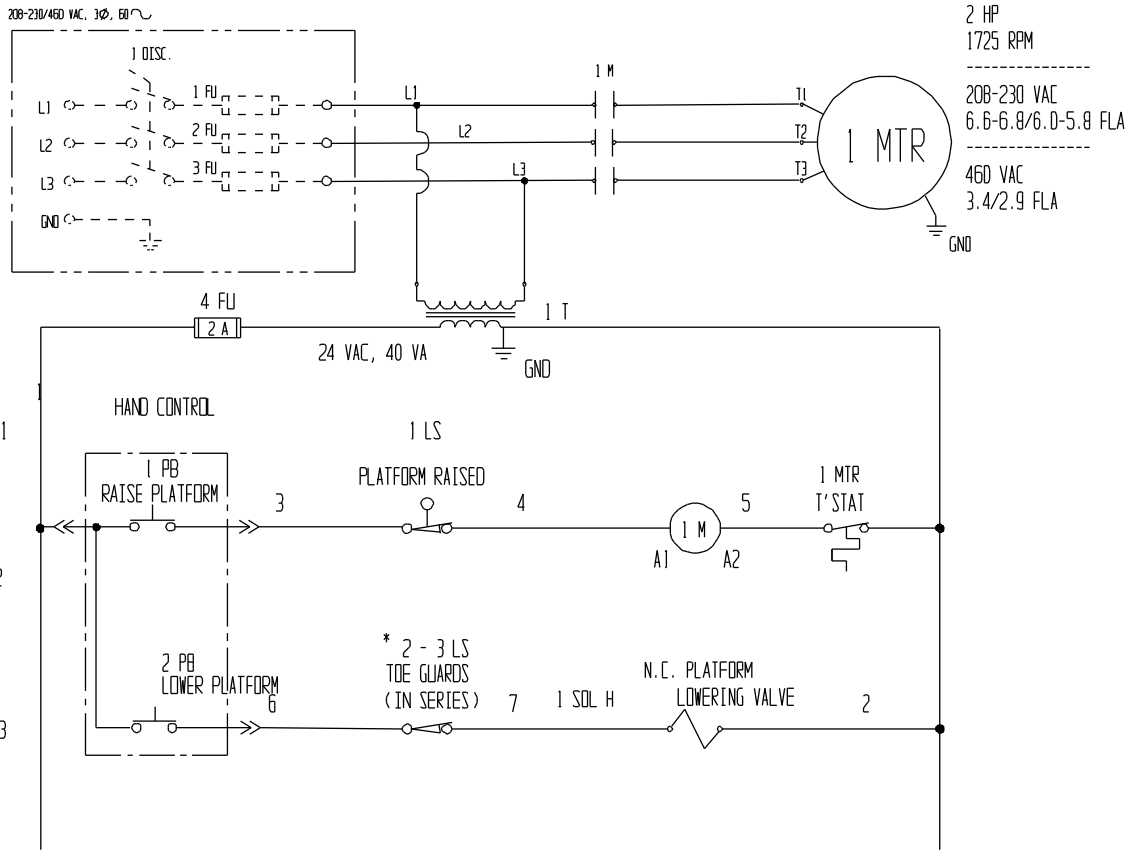 208-230/460 VAC, 3Ø, 60
2 HP
1725 RPM
208-230 VAC
6.6-6.8/6.0-5.8 FLA
460 VAC
3.4/2.9 FLA
1 DISC.
L1
1 FU
L2
2 FU
L3
3 FU
GND
L1
L2
L3
1 M
T1
T2
T3
1 MTR
GND
4 FU
2 A
1 T
24 VAC, 40 VA
GND
1
HAND CONTROL
1
1 LS
1 PB
RAISE PLATFORM
3
PLATFORM RAISED
4
1 M
A1
A2
5
1 MTR
T'STAT
2
2 PB
LOWER PLATFORM
6
* 2 - 3 LS
TOE GUARDS
(IN SERIES)
7
1 SOL H
N.C. PLATFORM
LOWERING VALVE
2
3